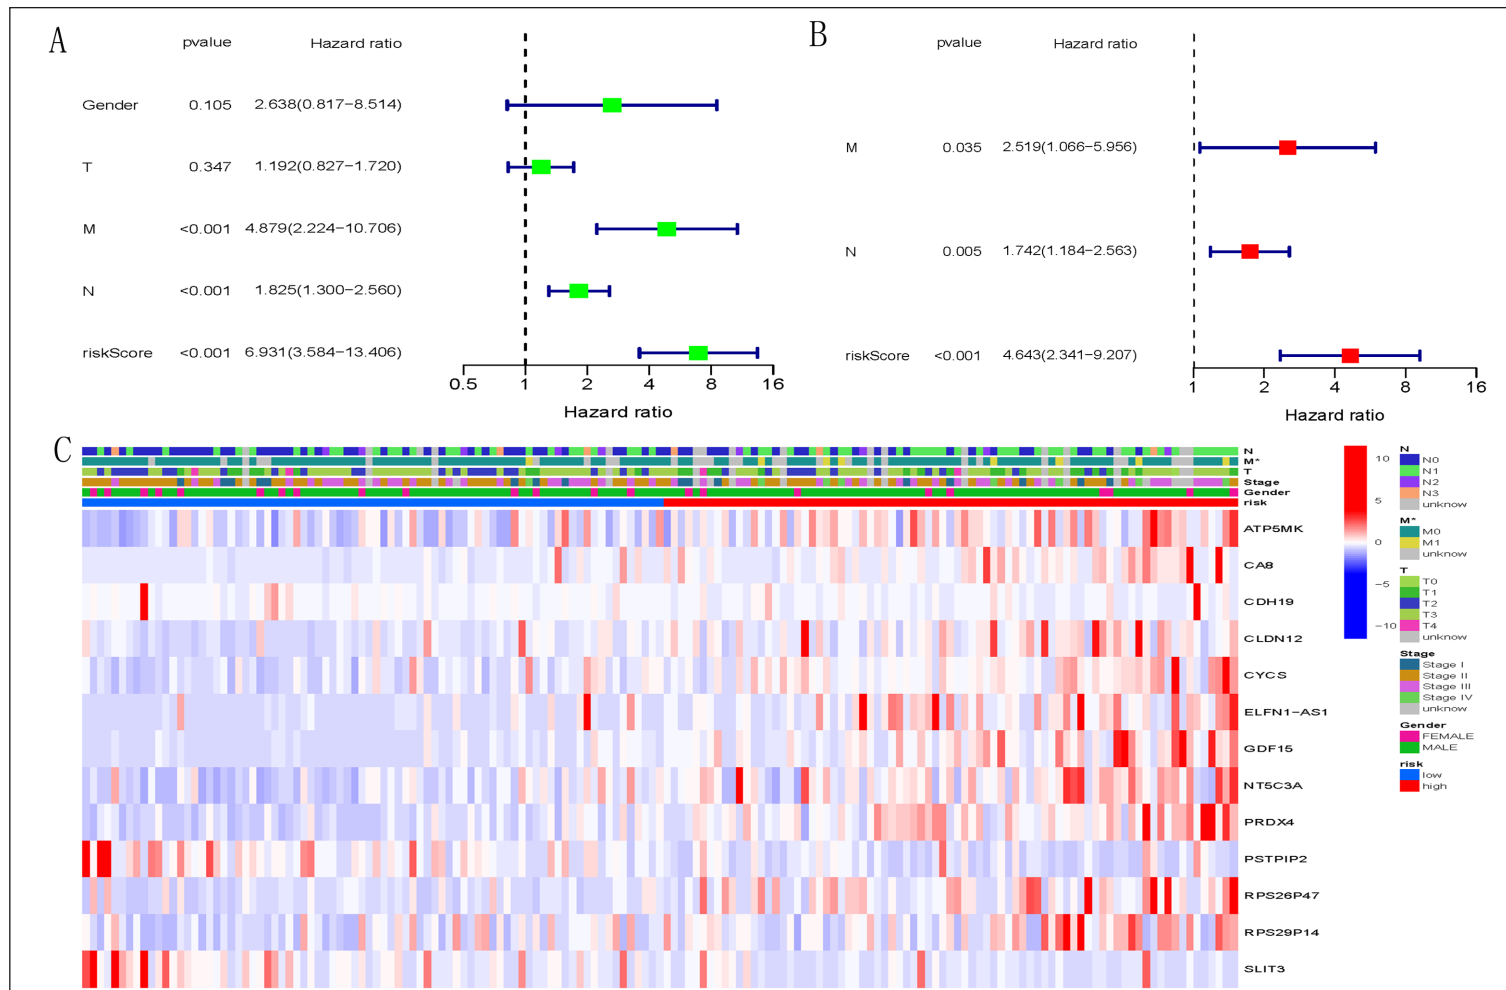 A
pvalue Hazard ratio
Gender 0.105 2.638(0.817−8.514)
T 0.347 1.192(0.827−1.720)
M <0.001 4.879(2.224−10.706)
N <0.001 1.825(1.300−2.560)
riskScore <0.001 6.931(3.584−13.406)
0.5 1 2 4 8 16
Hazard ratio
B
pvalue Hazard ratio
M 0.035 2.519(1.066−5.956)
N 0.005 1.742(1.184−2.563)
riskScore <0.001 4.643(2.341−9.207)
1 2 4 8 16
Hazard ratio
C
N
M*
T
Stage
Gender
risk
ATP5MK
CA8
CDH19
CLDN12
CYCS
ELFN1−AS1
GDF15
NT5C3A
PRDX4
PSTPIP2
RPS26P47
RPS29P14
SLIT3
10
5
0
−5
−10
N
N0
N1
N2
N3
unknow
M*
M0
M1
unknow
T
T0
T1
T2
T3
T4
unknow
Stage
Stage I
Stage II
Stage III
Stage IV
unknow
Gender
FEMALE
MALE
risk
low
high